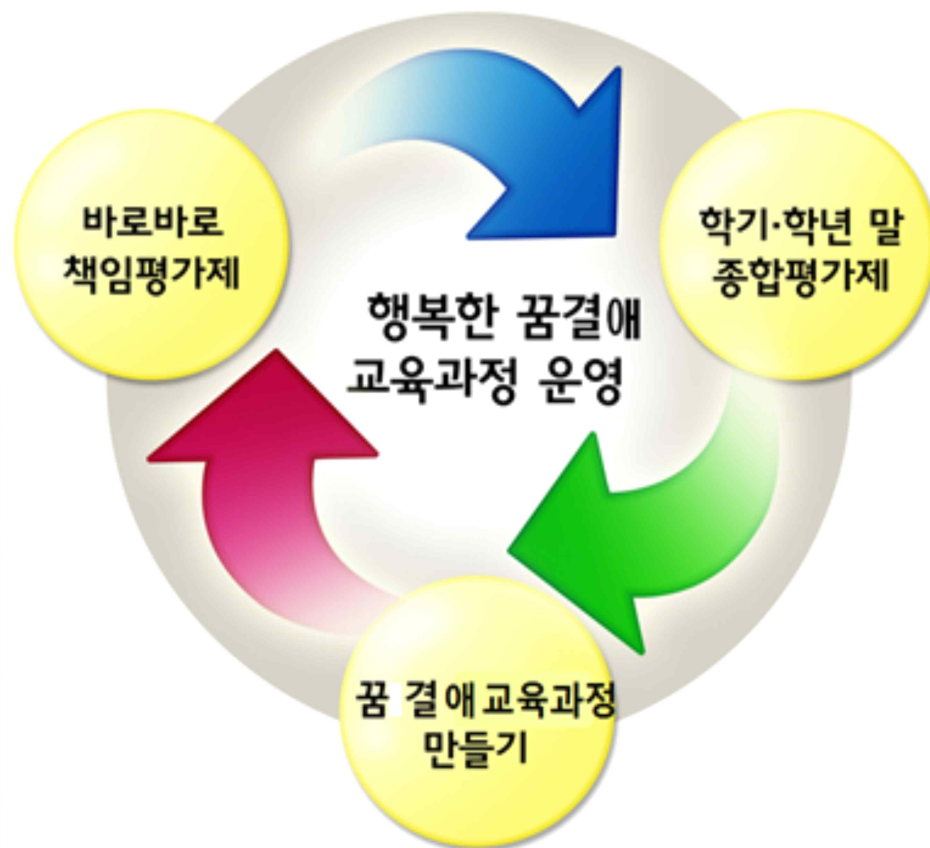 바로바로
책임평가제
학기·학년 말
종합평가제
행복한 꿈결애
교육과정 운영
꿈 결애교육과정
만들기